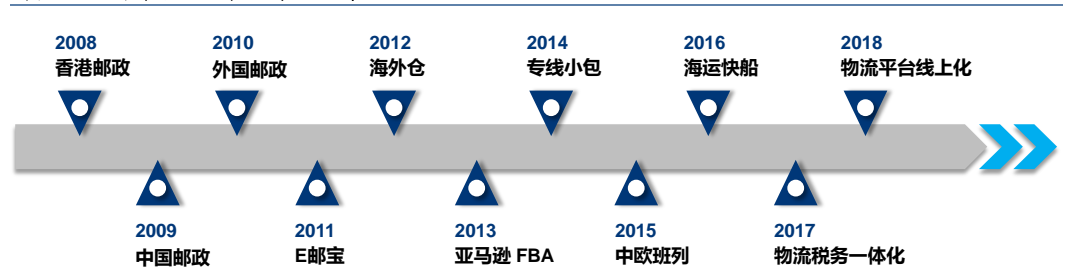 2008
香港邮政
2010
外国邮政
2012
海外仓
2014
专线小包
2016
海运快船
2018
物流平台线上化
2009
中国邮政
2011
E邮宝
2013
亚马逊 FBA
2015
中欧班列
2017
物流税务一体化